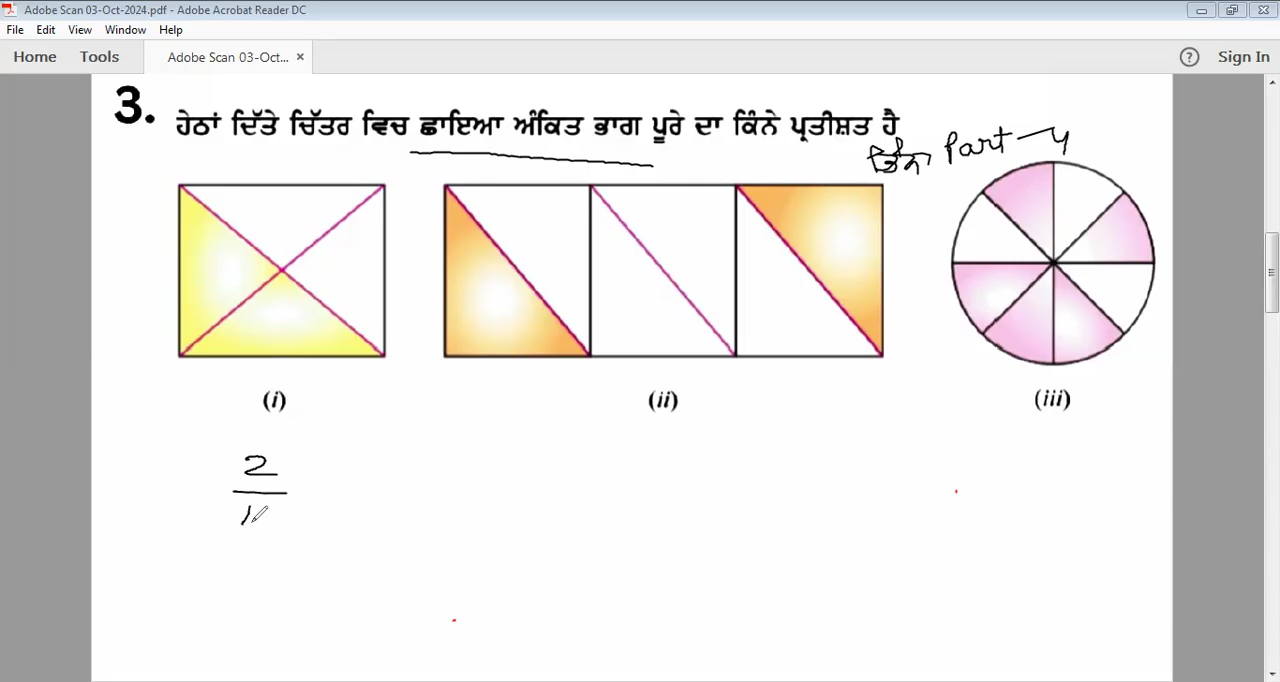 Adobe Scan 03-Oct-2024.pdf - Adobe Acrobat Reader DC
File Edit View Window Help
Home Tools Adobe Scan 03-Oct... × ? Sign In
3. ਹੇਠਾਂ ਦਿੱਤੇ ਚਿੱਤਰ ਵਿਚ ਛਾਇਆ ਅੰਕਿਤ ਭਾਗ ਪੂਰੇ ਦਾ ਕਿੰਨੇ ਪ੍ਰਤੀਸ਼ਤ ਹੈ
Part
(i) (ii) (iii)
2